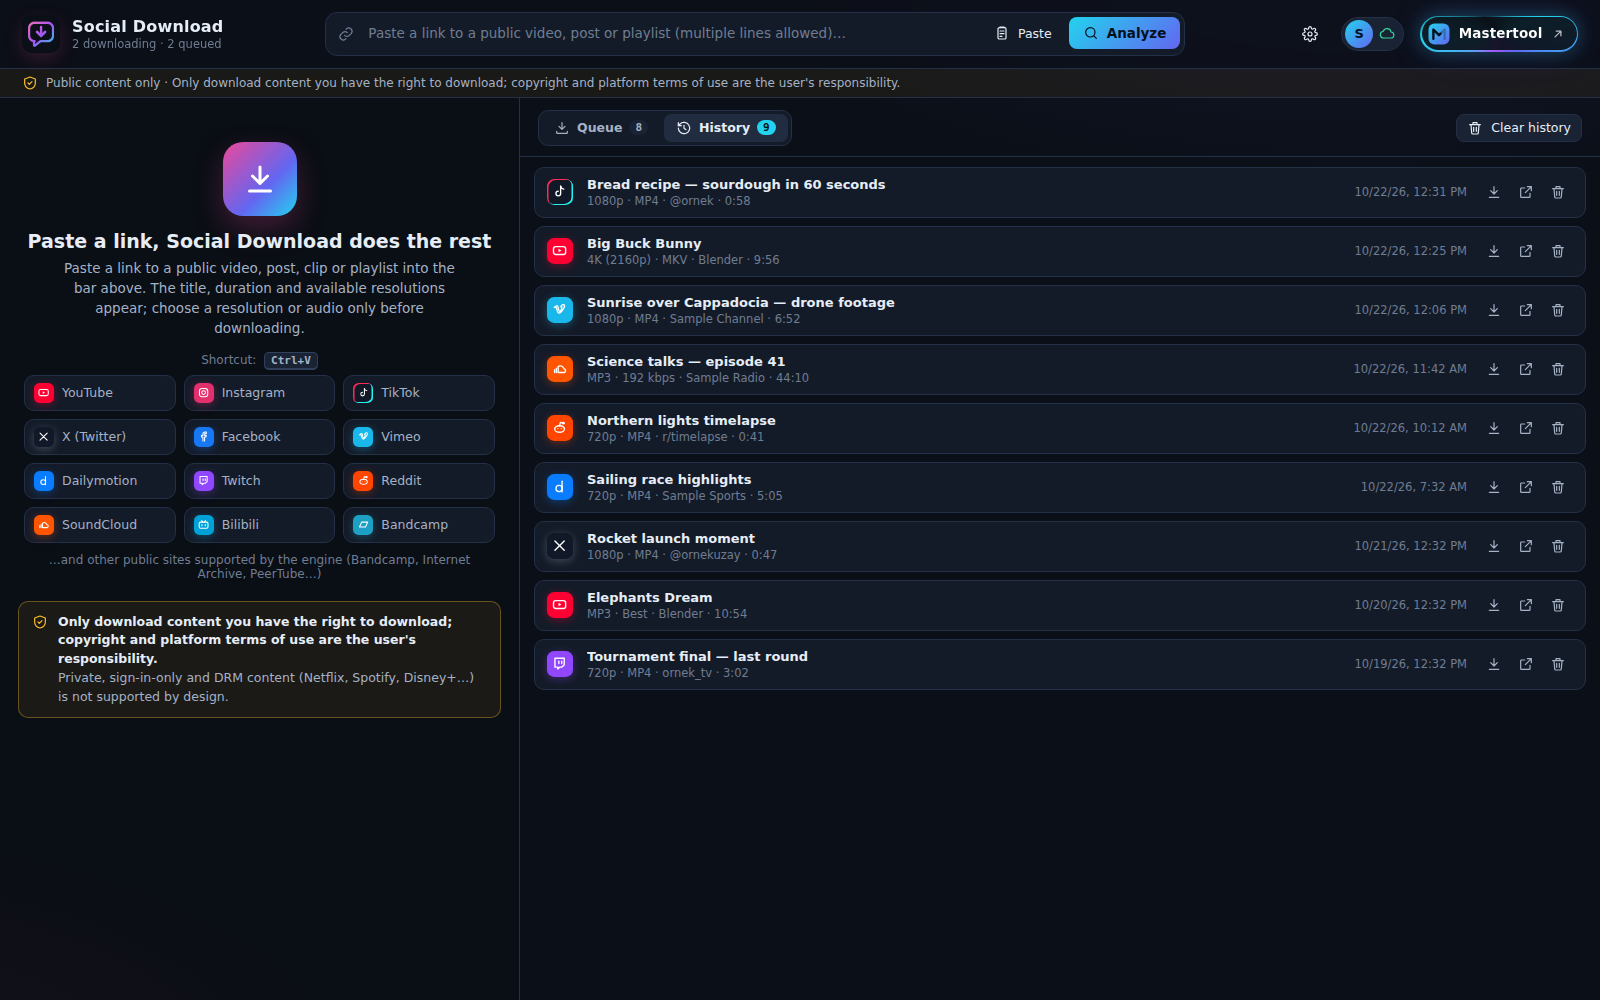 Social Download
2 downloading · 2 queued
Paste a link to a public video, post or playlist (multiple lines allowed)...
Paste
Analyze
S
Mastertool
Public content only · Only download content you have the right to download; copyright and platform terms of use are the user's responsibility.
Paste a link, Social Download does the rest
Paste a link to a public video, post, clip or playlist into the
bar above. The title, duration and available resolutions
appear; choose a resolution or audio only before
downloading.
Shortcut: Ctrl+V
YouTube
Instagram
TikTok
X (Twitter)
Facebook
Vimeo
Dailymotion
Twitch
Reddit
SoundCloud
Bilibili
Bandcamp
...and other public sites supported by the engine (Bandcamp, Internet
Archive, PeerTube...)
Only download content you have the right to download;
copyright and platform terms of use are the user's
responsibility.
Private, sign-in-only and DRM content (Netflix, Spotify, Disney+...)
is not supported by design.
Queue 8
History 9
Clear history
Bread recipe — sourdough in 60 seconds
1080p · MP4 · @ornek · 0:58
10/22/26, 12:31 PM
Big Buck Bunny
4K (2160p) · MKV · Blender · 9:56
10/22/26, 12:25 PM
Sunrise over Cappadocia — drone footage
1080p · MP4 · Sample Channel · 6:52
10/22/26, 12:06 PM
Science talks — episode 41
MP3 · 192 kbps · Sample Radio · 44:10
10/22/26, 11:42 AM
Northern lights timelapse
720p · MP4 · r/timelapse · 0:41
10/22/26, 10:12 AM
Sailing race highlights
720p · MP4 · Sample Sports · 5:05
10/22/26, 7:32 AM
Rocket launch moment
1080p · MP4 · @ornekuzay · 0:47
10/21/26, 12:32 PM
Elephants Dream
MP3 · Best · Blender · 10:54
10/20/26, 12:32 PM
Tournament final — last round
720p · MP4 · ornek_tv · 3:02
10/19/26, 12:32 PM